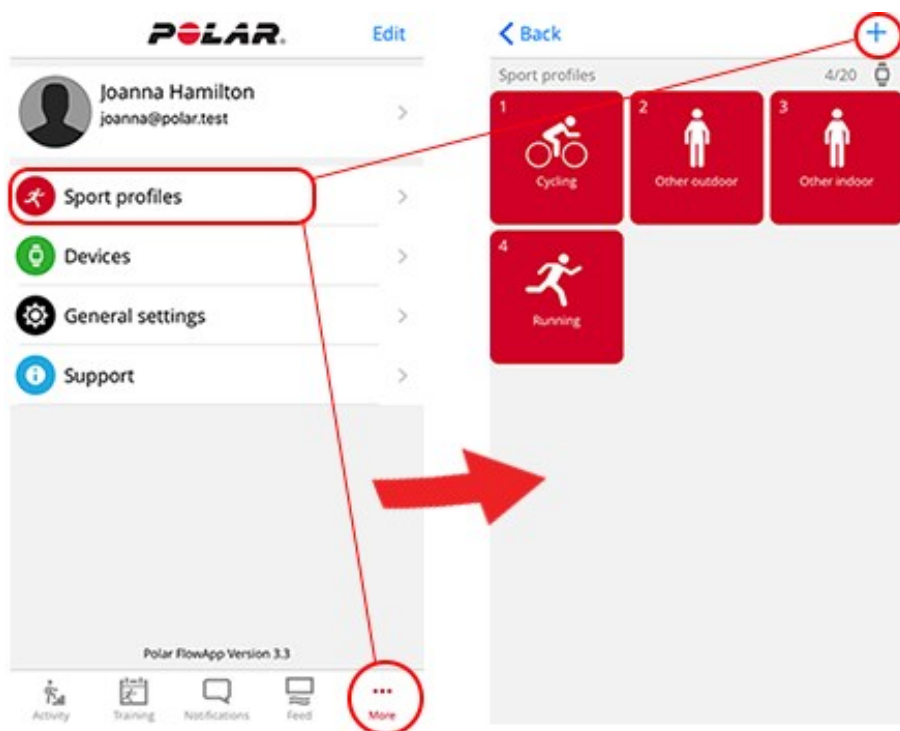 POLAR.
Edit
Joanna Hamilton
joanna@polar.test
Sport profiles
Devices
General settings
Support
Polar FlowApp Version 3.3
Activity
Training
Notifications
Feed
More
Back
Sport profiles 4/20
1
Cycling
2
Other outdoor
3
Other indoor
4
Running